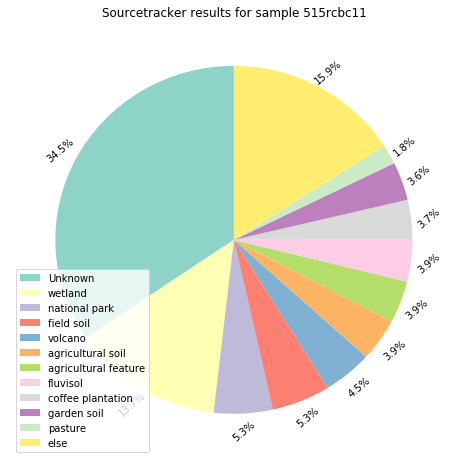 Sourcetracker results for sample 515rcbc11
15.9%
34.5%
1.8%
3.6%
3.7%
3.9%
3.9%
3.9%
4.5%
5.3%
5.3%
13.7%
Unknown
wetland
national park
field soil
volcano
agricultural soil
agricultural feature
fluvisol
coffee plantation
garden soil
pasture
else